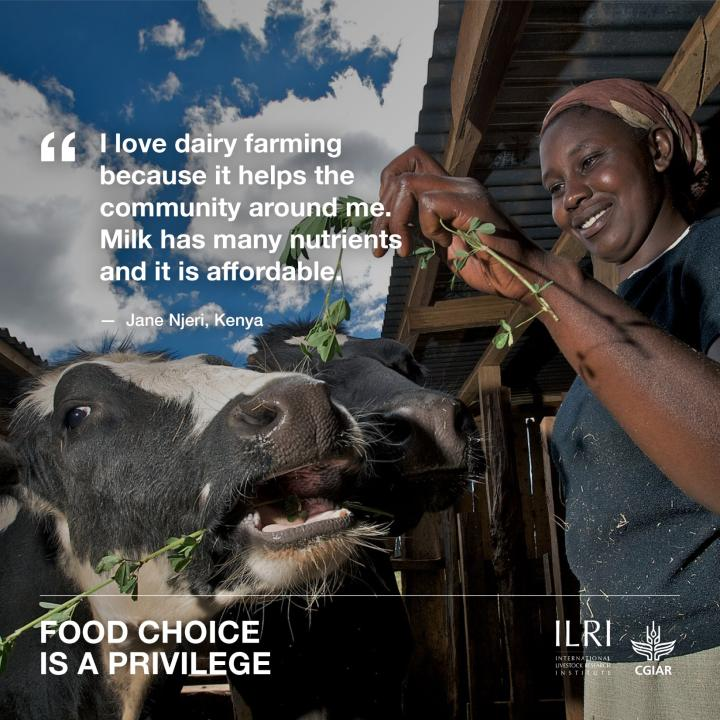 “ I love dairy farming
because it helps the
community around me.
Milk has many nutrients
and it is affordable.
— Jane Njeri, Kenya
FOOD CHOICE
IS A PRIVILEGE
ILRI
INTERNATIONAL
LIVESTOCK RESEARCH
INSTITUTE
CGIAR